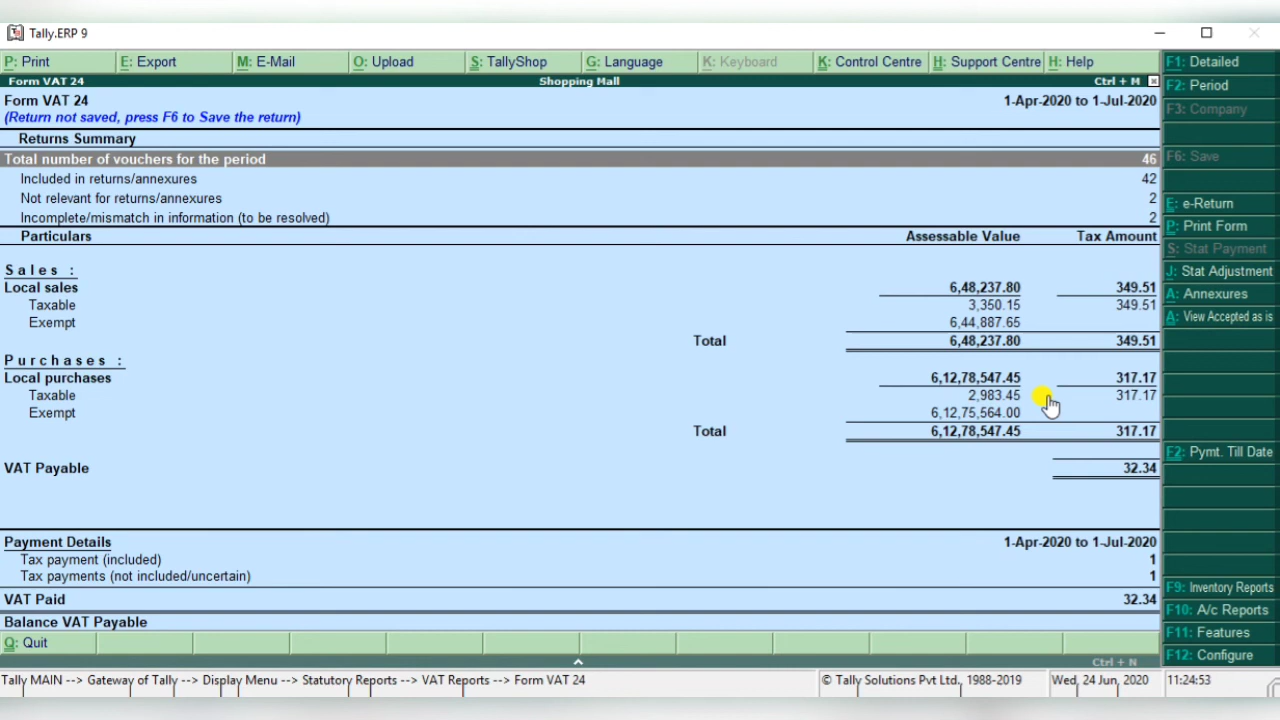 Tally.ERP 9
P: Print E: Export M: E-Mail O: Upload S: TallyShop G: Language K: Keyboard K: Control Centre H: Support Centre H: Help F1: Detailed
Form VAT 24 Shopping Mall Ctrl + M
F2: Period
Form VAT 24 1-Apr-2020 to 1-Jul-2020
F3: Company
(Return not saved, press F6 to Save the return)
Returns Summary
Total number of vouchers for the period 46
F6: Save
Included in returns/annexures 42
Not relevant for returns/annexures 2
E: e-Return
Incomplete/mismatch in information (to be resolved) 2
P: Print Form
Particulars Assessable Value Tax Amount
S: Stat Payment
Sales :
J: Stat Adjustment
Local sales 6,48,237.80 349.51
A: Annexures
Taxable 3,350.15 349.51
A: View Accepted as is
Exempt 6,44,887.65
Total 6,48,237.80 349.51
Purchases :
Local purchases 6,12,78,547.45 317.17
Taxable 2,983.45 317.17
Exempt 6,12,75,564.00
Total 6,12,78,547.45 317.17
F2: Pymt. Till Date
VAT Payable 32.34
Payment Details 1-Apr-2020 to 1-Jul-2020
Tax payment (included) 1
Tax payments (not included/uncertain) 1
F9: Inventory Reports
VAT Paid 32.34
F10: A/c Reports
Balance VAT Payable
F11: Features
Q: Quit
F12: Configure
Ctrl + N
Tally MAIN --> Gateway of Tally --> Display Menu --> Statutory Reports --> VAT Reports --> Form VAT 24 © Tally Solutions Pvt Ltd., 1988-2019 Wed, 24 Jun, 2020 11:24:53